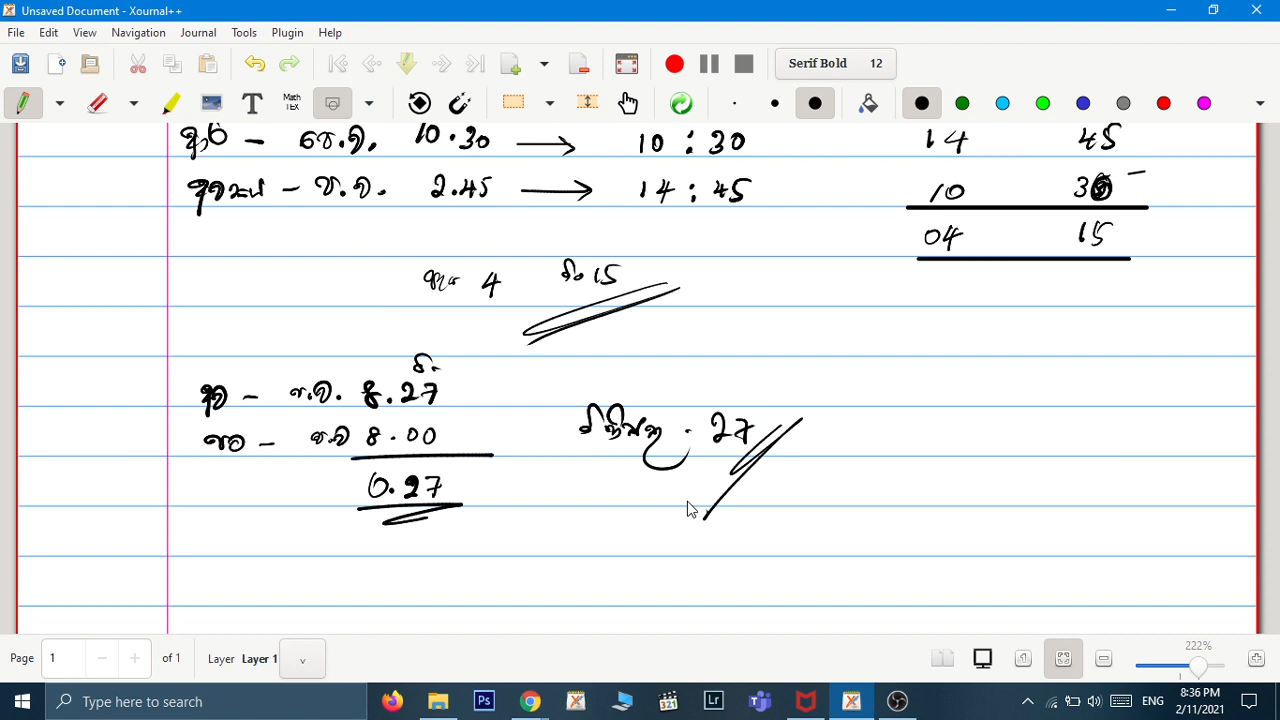 Unsaved Document - Xournal++
File Edit View Navigation Journal Tools Plugin Help
Serif Bold 12
Math TEX
10.30 → 10 : 30
14 45
ප.ව. 2.45 → 14 : 45
10 30 –
04 15
4 15
ප.ව. 8.27
ප.ව 8.00
27
0.27
Page 1 of 1 Layer Layer 1
222%
Type here to search
ENG
8:36 PM
2/11/2021